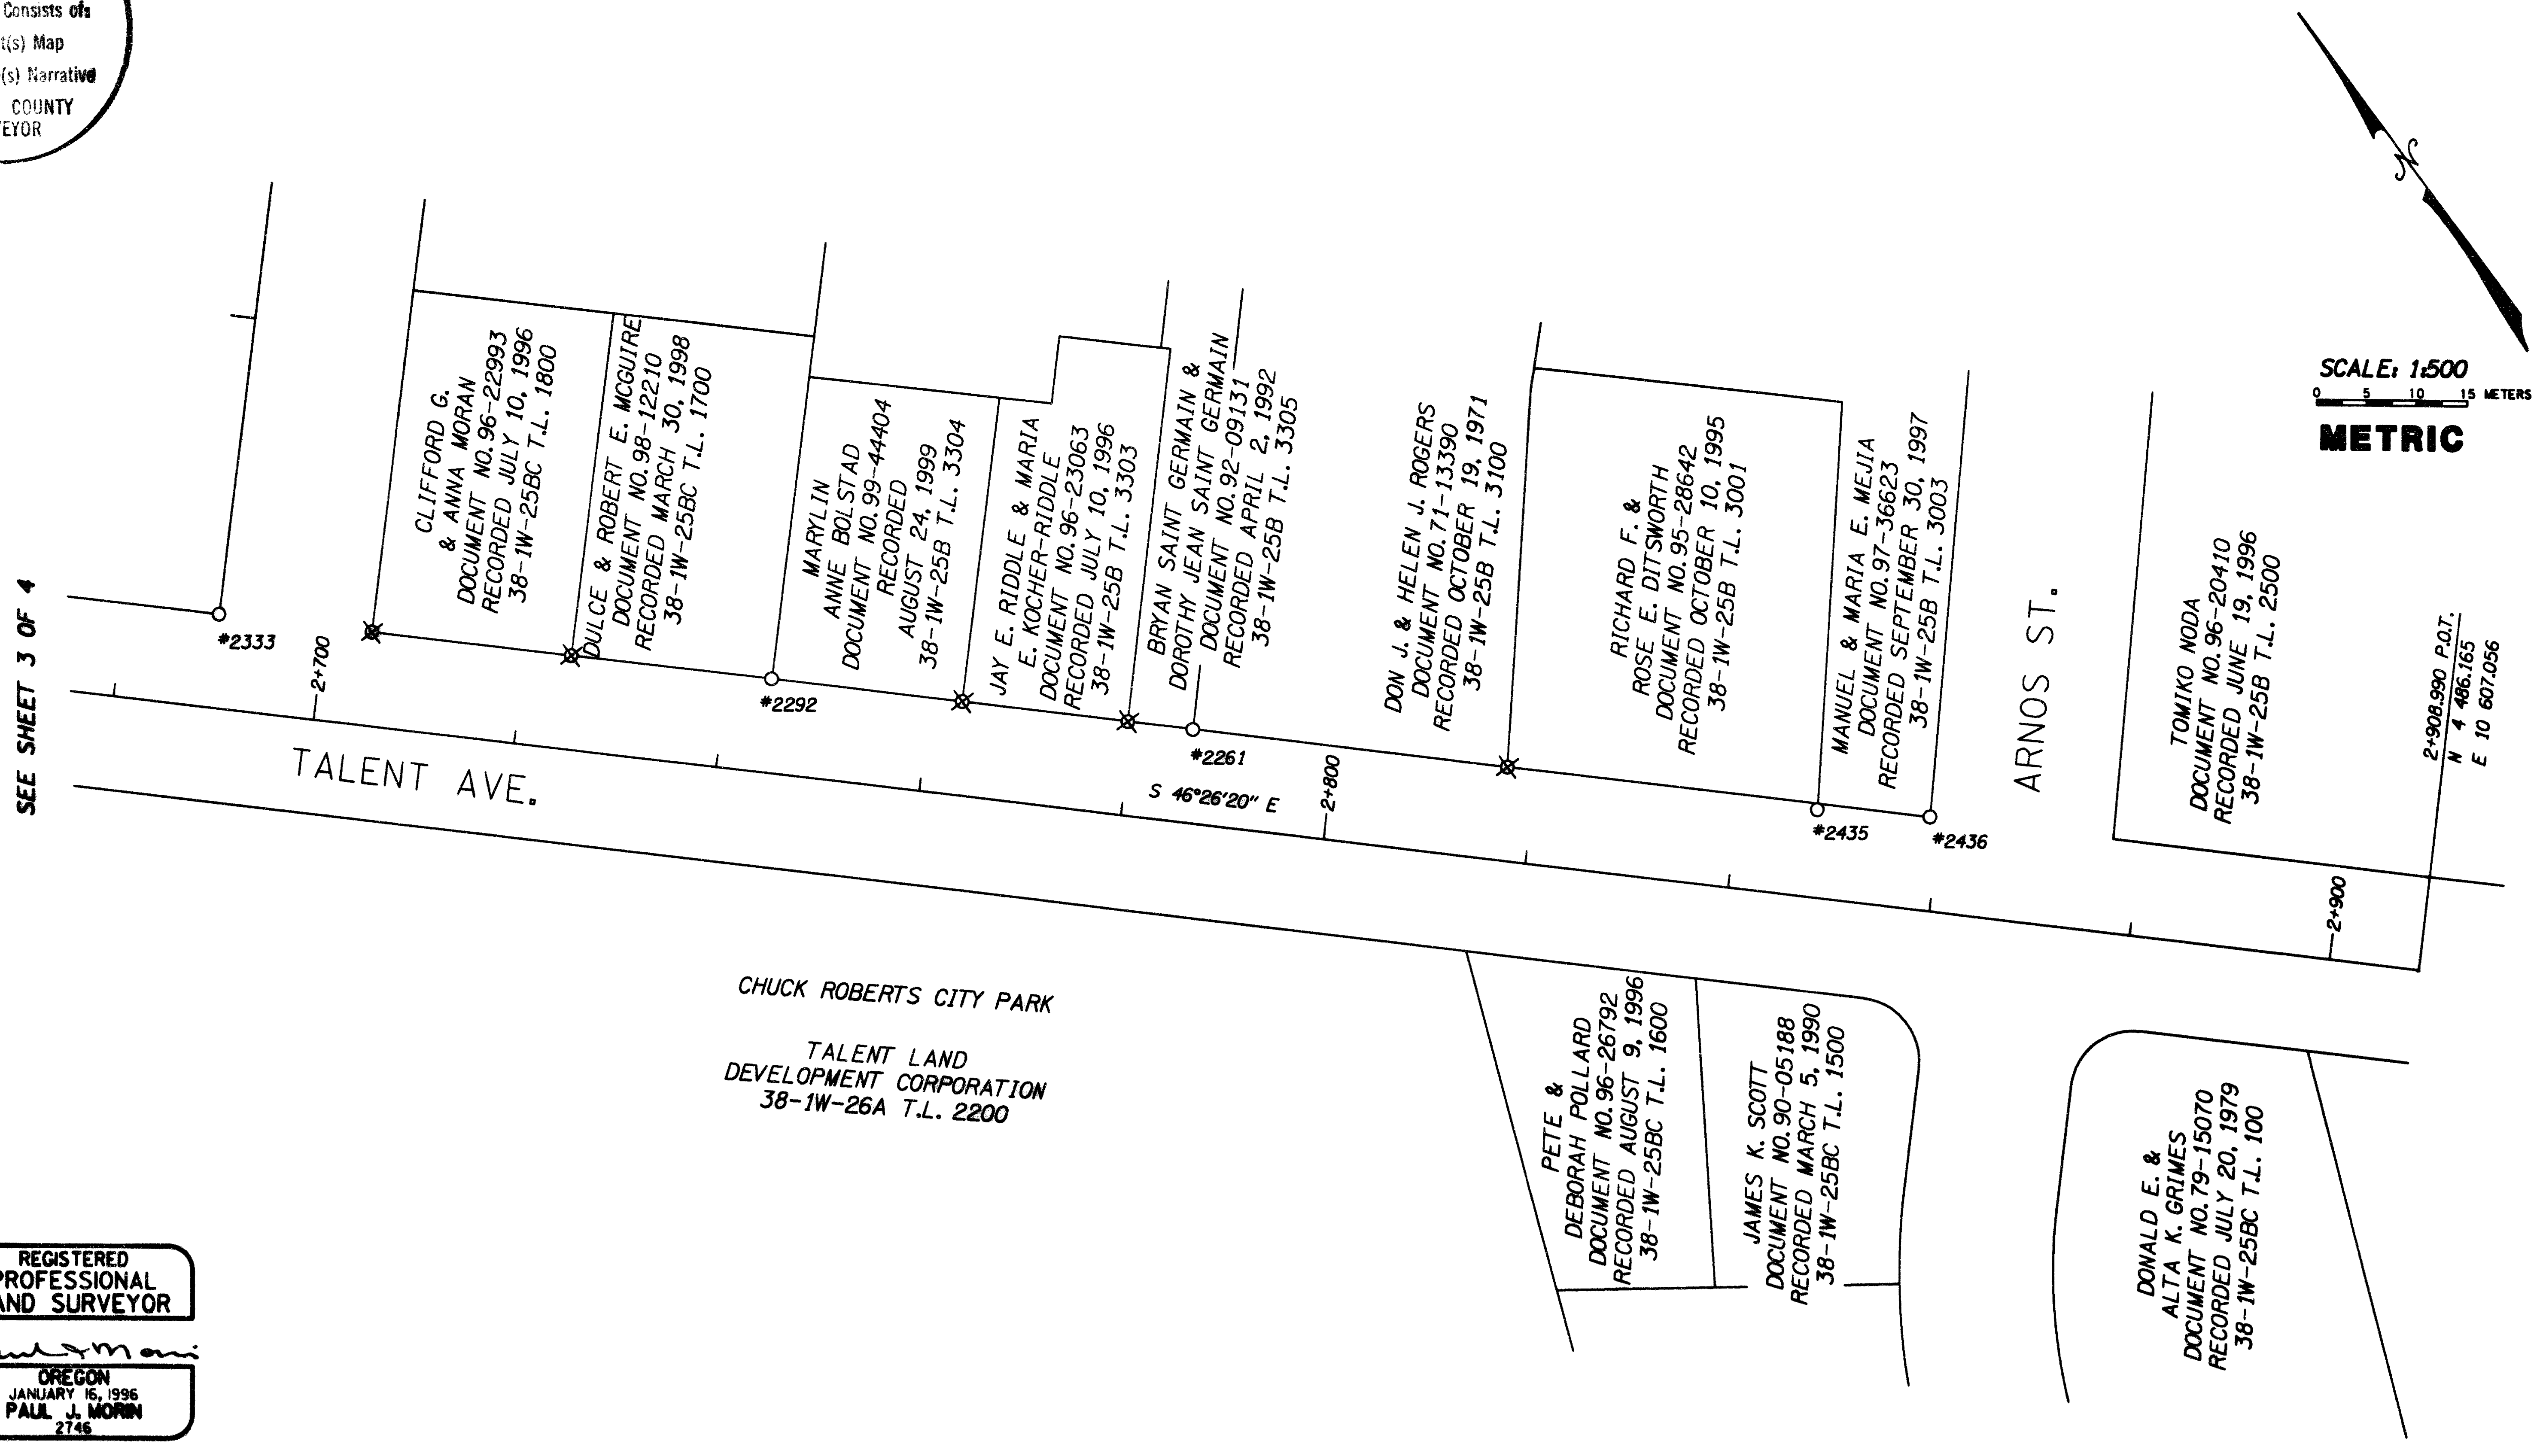 Consists of:
t(s) Map
(s) Narrative
COUNTY
EYOR
N
SCALE: 1:500
0 5 10 15 METERS
METRIC
SEE SHEET 3 OF 4
#2333
2+700
CLIFFORD G.
& ANNA MORAN
DOCUMENT NO. 96-22993
RECORDED JULY 10, 1996
38-1W-25BC T.L. 1800
DULCE & ROBERT E. MCGUIRE
DOCUMENT NO. 98-12210
RECORDED MARCH 30, 1998
38-1W-25BC T.L. 1700
#2292
MARYLIN
ANNE BOLSTAD
DOCUMENT NO. 99-44404
RECORDED
AUGUST 24, 1999
38-1W-25B T.L. 3304
JAY E. RIDDLE & MARIA
E. KOCHER-RIDDLE
DOCUMENT NO. 96-23063
RECORDED JULY 10, 1996
38-1W-25B T.L. 3303
BRYAN SAINT GERMAIN &
DOROTHY JEAN SAINT GERMAIN
DOCUMENT NO. 92-09131
RECORDED APRIL 2, 1992
38-1W-25B T.L. 3305
#2261
DON J. & HELEN J. ROGERS
DOCUMENT NO. 71-13390
RECORDED OCTOBER 19, 1971
38-1W-25B T.L. 3100
RICHARD F. &
ROSE E. DITSWORTH
DOCUMENT NO. 95-28642
RECORDED OCTOBER 10, 1995
38-1W-25B T.L. 3001
MANUEL & MARIA E. MEJIA
DOCUMENT NO. 97-36623
RECORDED SEPTEMBER 30, 1997
38-1W-25B T.L. 3003
#2435
#2436
ARNOS ST.
TOMIKO NODA
DOCUMENT NO. 96-20410
RECORDED JUNE 19, 1996
38-1W-25B T.L. 2500
2+908.990 P.O.T.
N 4 486.165
E 10 607.056
TALENT AVE.
S 46°26'20" E
2+800
2+900
CHUCK ROBERTS CITY PARK
TALENT LAND
DEVELOPMENT CORPORATION
38-1W-26A T.L. 2200
PETE &
DEBORAH POLLARD
DOCUMENT NO. 96-26792
RECORDED AUGUST 9, 1996
38-1W-25BC T.L. 1600
JAMES K. SCOTT
DOCUMENT NO. 90-05188
RECORDED MARCH 5, 1990
38-1W-25BC T.L. 1500
DONALD E. &
ALTA K. GRIMES
DOCUMENT NO. 79-15070
RECORDED JULY 20, 1979
38-1W-25BC T.L. 100
REGISTERED
PROFESSIONAL
AND SURVEYOR
OREGON
JANUARY 16, 1996
PAUL J. MORIN
2746